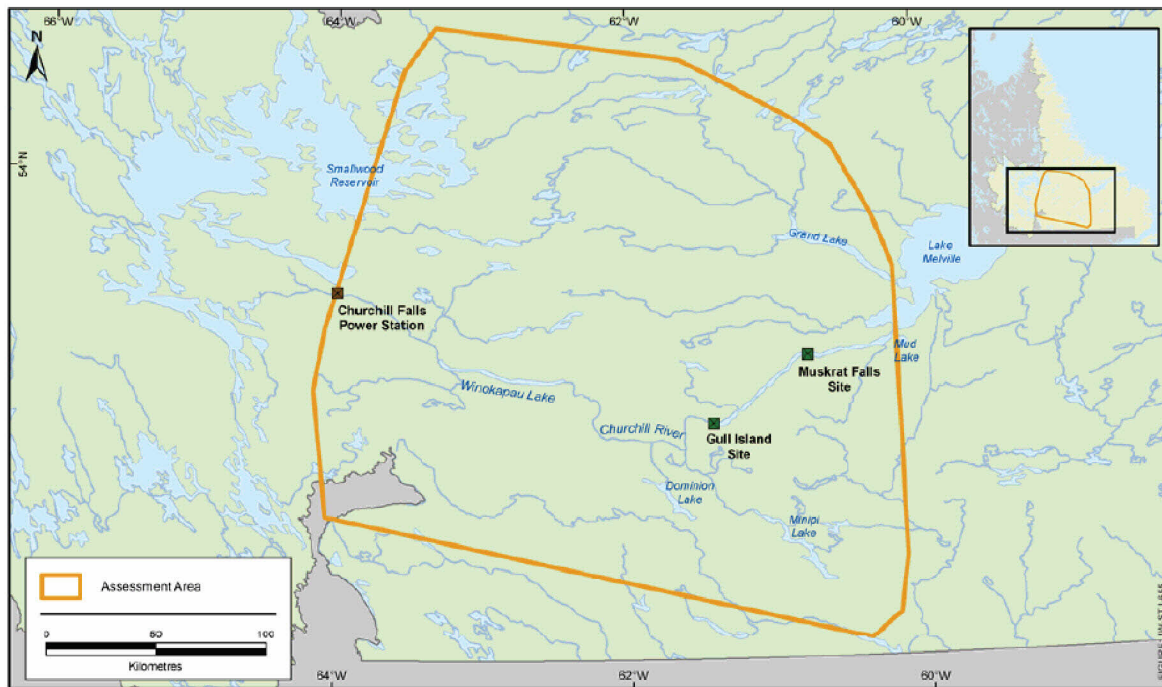 66°W
64°W
62°W
60°W
N
54°N
Smallwood
Reservoir
Grand Lake
Lake
Melville
Churchill Falls
Power Station
Mud
Lake
Muskrat Falls
Site
Winokapau Lake
Churchill River
Gull Island
Site
Dominion
Lake
Minipi
Lake
Assessment Area
0
100
Kilometres
64°W
62°W
60°W